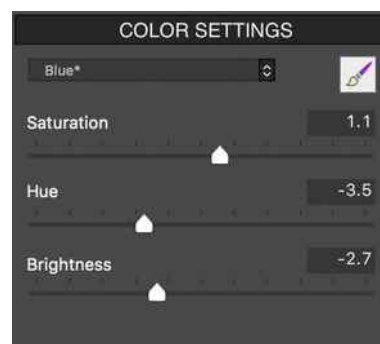 COLOR SETTINGS
Blue*
Saturation 1.1
Hue -3.5
Brightness -2.7